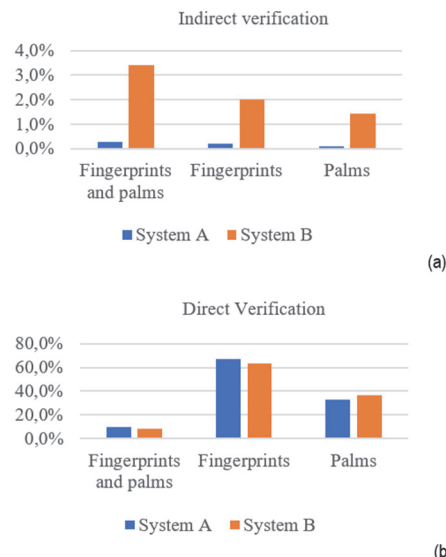 Indirect verification
4,0%
3,0%
2,0%
1,0%
0,0%
Fingerprints and palms
Fingerprints
Palms
System A
System B
(a)
Direct Verification
80,0%
60,0%
40,0%
20,0%
0,0%
Fingerprints and palms
Fingerprints
Palms
System A
System B
(b